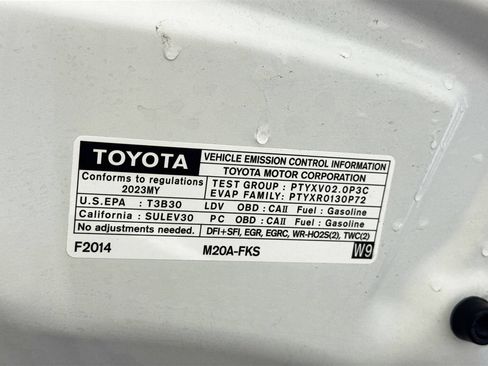 TOYOTA
VEHICLE EMISSION CONTROL INFORMATION
TOYOTA MOTOR CORPORATION
Conforms to regulations
2023MY
TEST GROUP : PTYXV02.0P3C
EVAP FAMILY: PTYXR0130P72
U.S.EPA : T3B30 LDV OBD : CAII Fuel : Gasoline
California : SULEV30 PC OBD : CAII Fuel : Gasoline
No adjustments needed. DFI+SFI, EGR, EGRC, WR-HO2S(2), TWC(2)
F2014 M20A-FKS W9